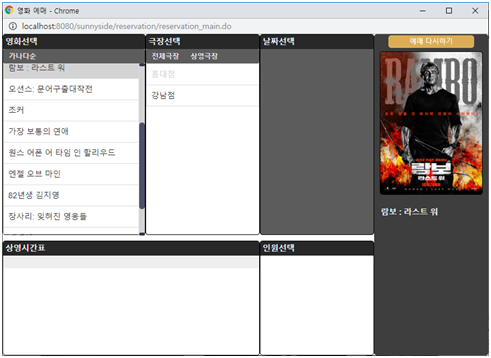 영화 예매 - Chrome
localhost:8080/sunnyside/reservation/reservation_main.do
영화선택
가나다순
람보 : 라스트 워
오션스: 문어구출대작전
조커
가장 보통의 연애
원스 어폰 어 타임 인 할리우드
엔젤 오브 마인
82년생 김지영
장사리: 잊혀진 영웅들
극장선택
전체극장 상영극장
홍대점
강남점
날짜선택
예매 다시하기
RAMBO
람보
라스트 워
람보 : 라스트 워
상영시간표
인원선택